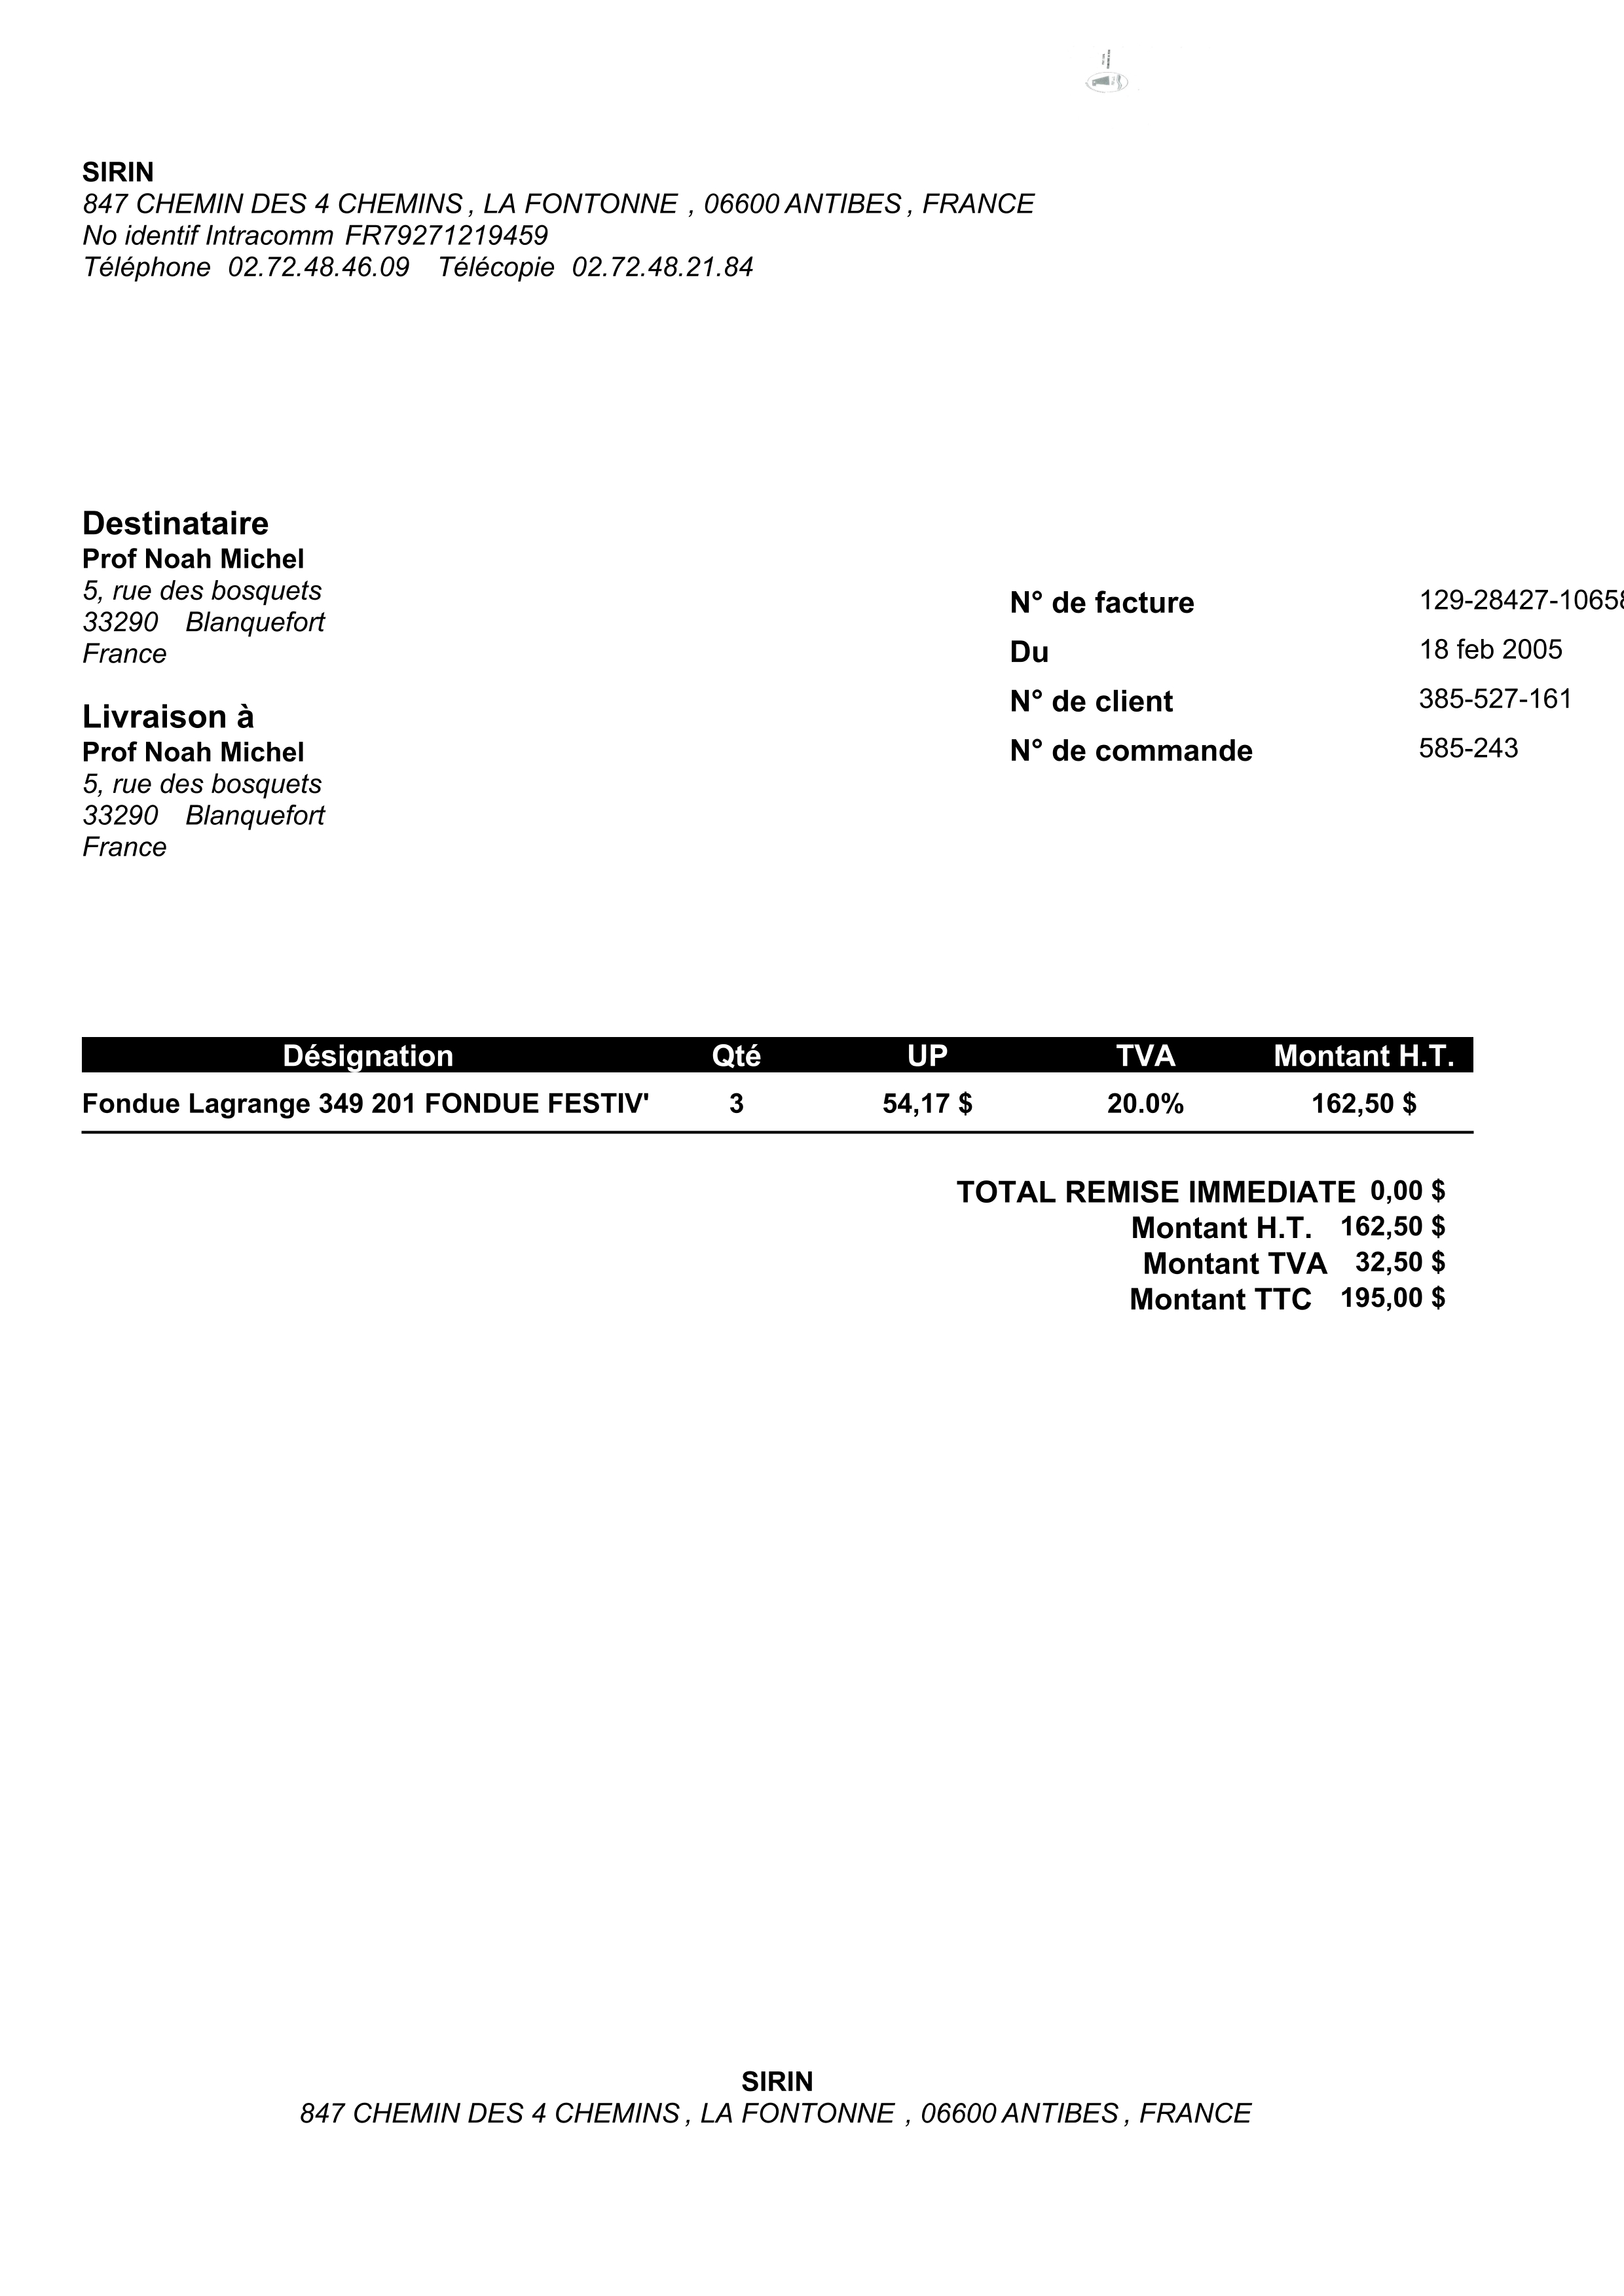 SIRIN
847 CHEMIN DES 4 CHEMINS , LA FONTONNE , 06600 ANTIBES , FRANCE
No identif Intracomm FR79271219459
Téléphone 02.72.48.46.09 Télécopie 02.72.48.21.84
Destinataire
Prof Noah Michel
5, rue des bosquets
33290 Blanquefort
France
Livraison à
Prof Noah Michel
5, rue des bosquets
33290 Blanquefort
France
N° de facture 129-28427-10658
Du 18 feb 2005
N° de client 385-527-161
N° de commande 585-243
Désignation Qté UP TVA Montant H.T.
Fondue Lagrange 349 201 FONDUE FESTIV' 3 54,17 $ 20.0% 162,50 $
TOTAL REMISE IMMEDIATE 0,00 $
Montant H.T. 162,50 $
Montant TVA 32,50 $
Montant TTC 195,00 $
SIRIN
847 CHEMIN DES 4 CHEMINS , LA FONTONNE , 06600 ANTIBES , FRANCE